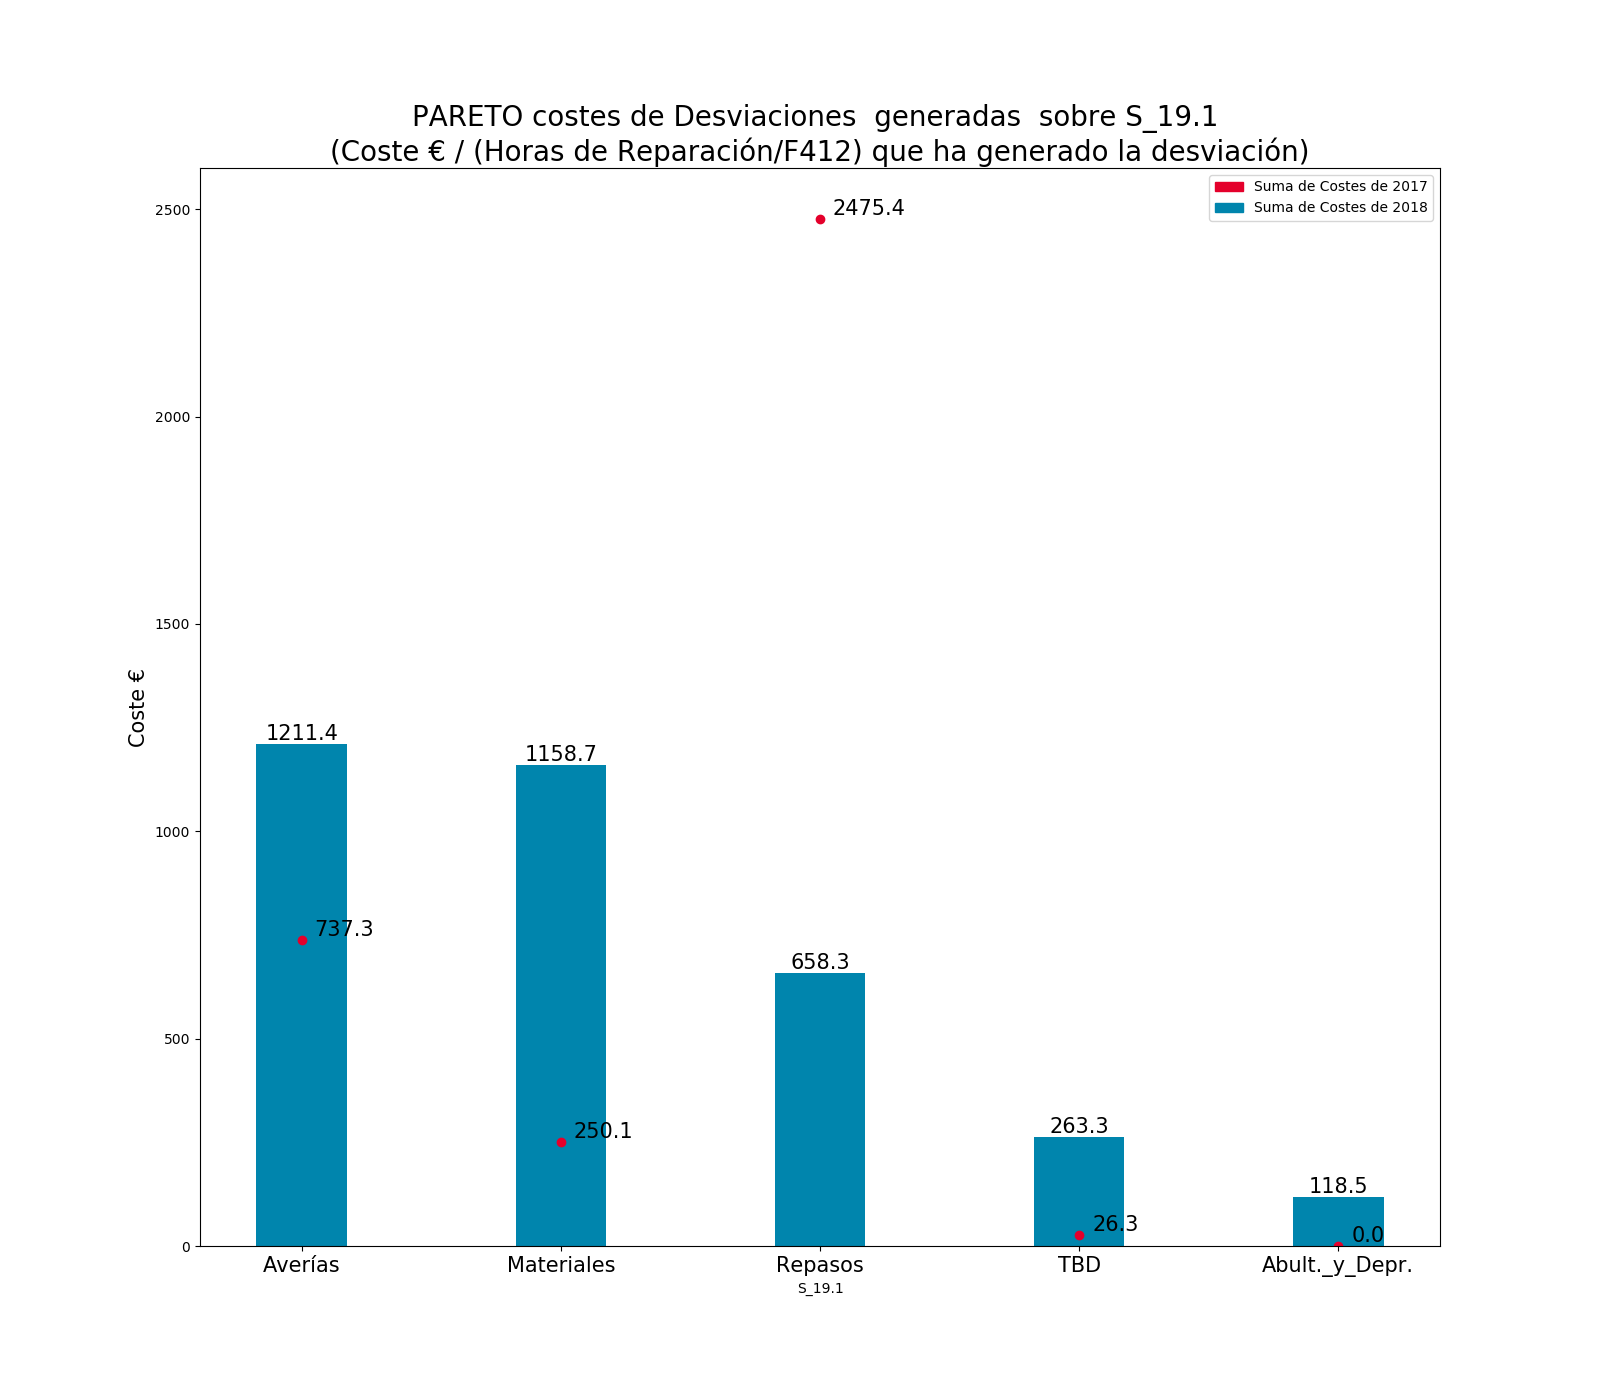 PARETO costes de Desviaciones  generadas  sobre S_19.1
(Coste € / (Horas de Reparación/F412) que ha generado la desviación)
Suma de Costes de 2017
Suma de Costes de 2018
2500
2000
1500
1000
500
0
Coste €
2475.4
1211.4
1158.7
737.3
658.3
250.1
263.3
26.3
118.5
0.0
Averías
Materiales
Repasos
TBD
Abult._y_Depr.
S_19.1